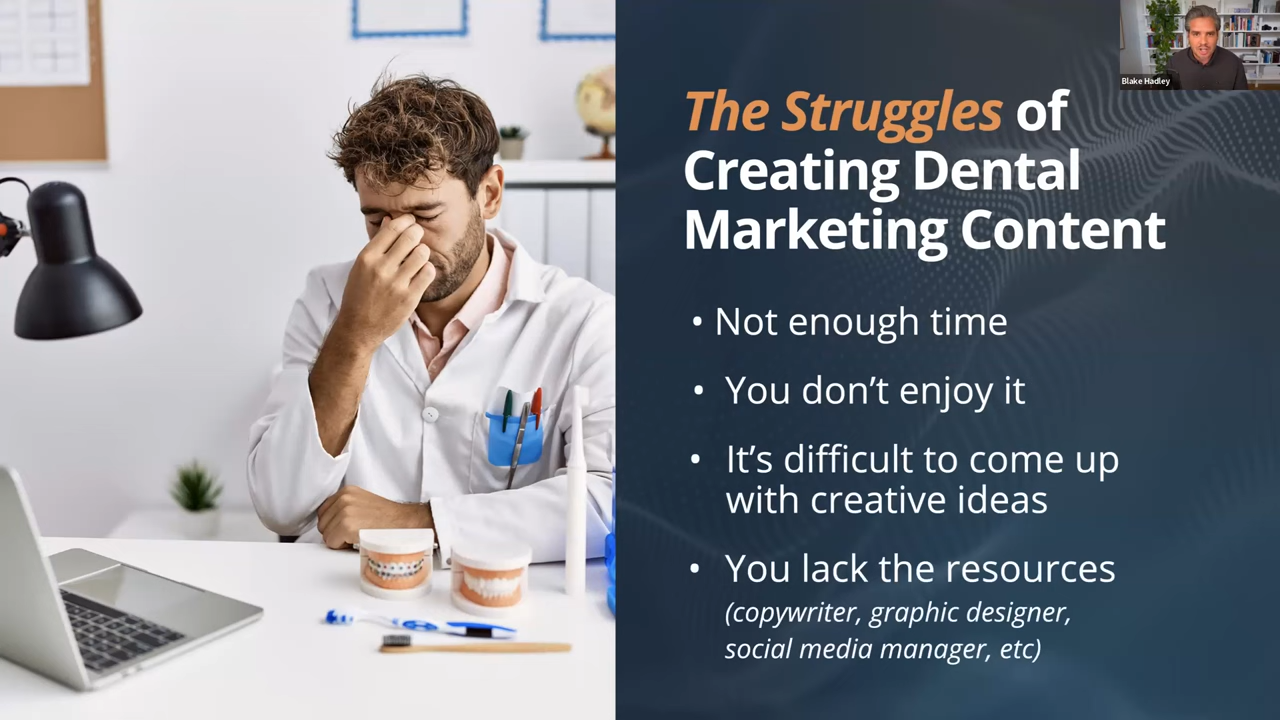 Blake Hadley
The Struggles of
Creating Dental
Marketing Content
• Not enough time
• You don’t enjoy it
• It’s difficult to come up
with creative ideas
• You lack the resources
(copywriter, graphic designer,
social media manager, etc)